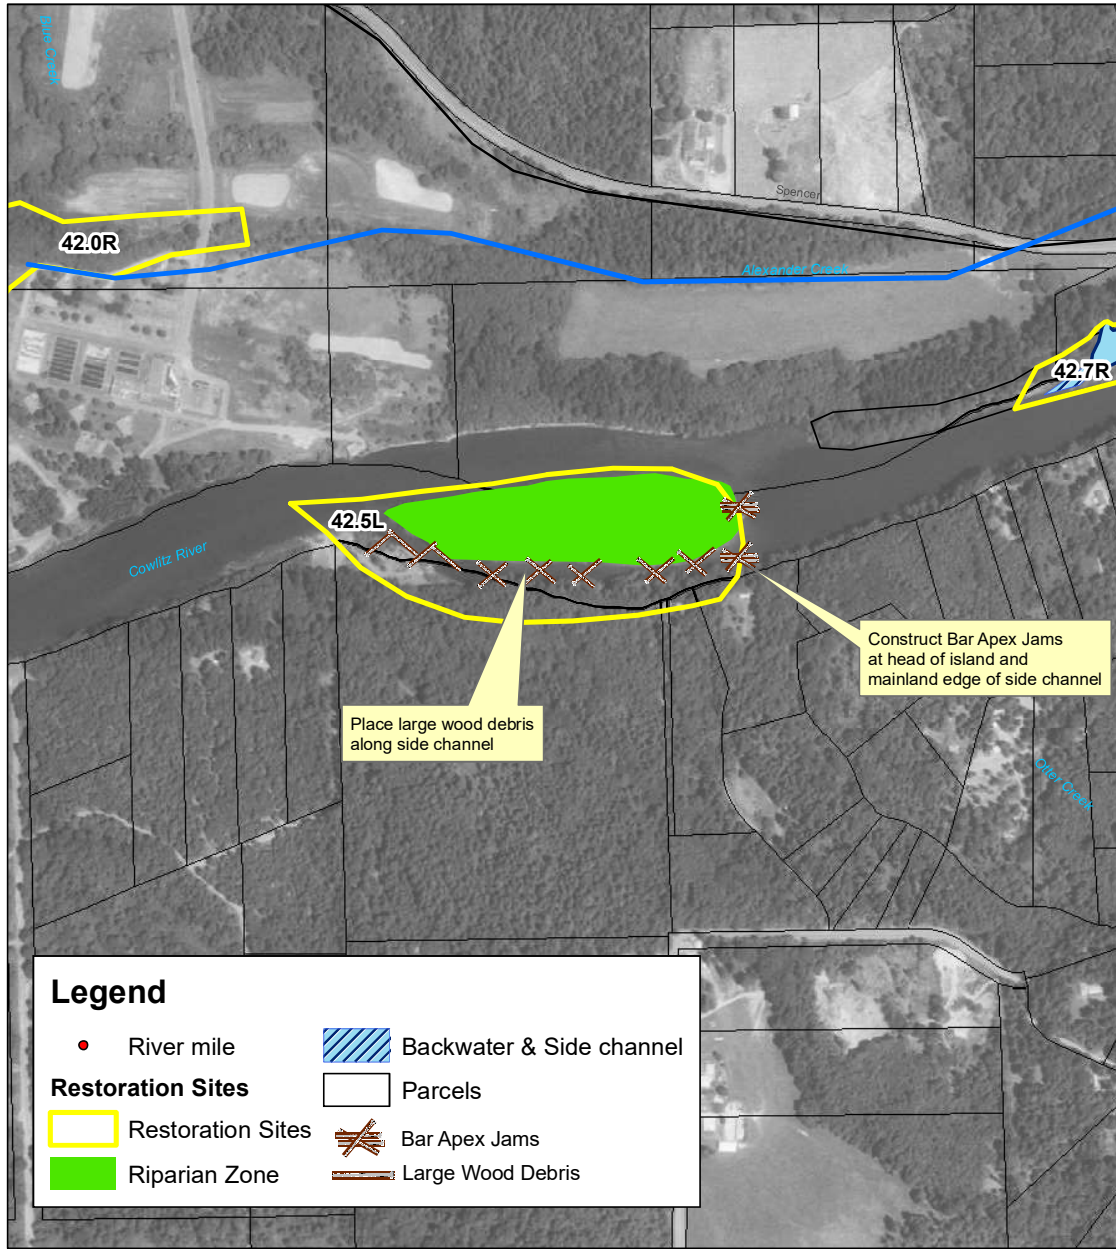 Blue Creek
Spencer
42.0R
Alexander Creek
42.7R
42.5L
Cowlitz River
Construct Bar Apex Jams
at head of island and
mainland edge of side channel
Place large wood debris
along side channel
Otter Creek
Legend
River mile
Restoration Sites
Restoration Sites
Riparian Zone
Backwater & Side channel
Parcels
Bar Apex Jams
Large Wood Debris